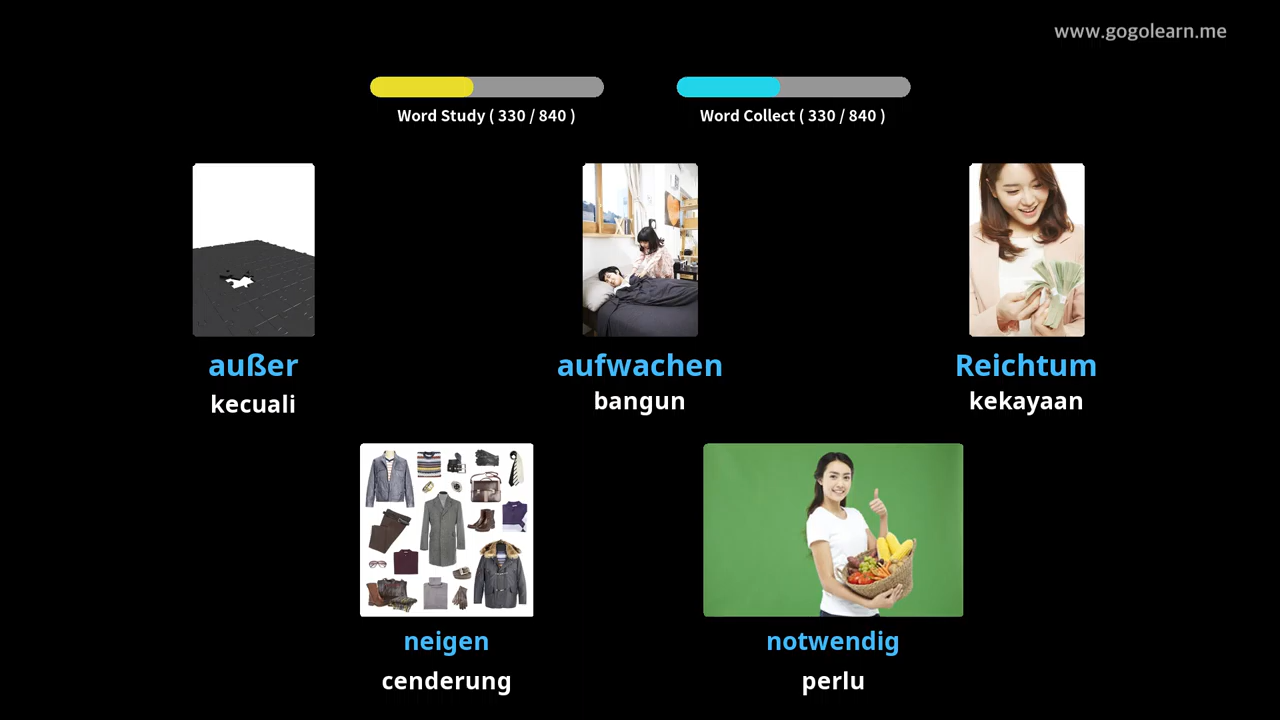 www.gogolearn.me
Word Study ( 330 / 840 )
Word Collect ( 330 / 840 )
außer
kecuali
aufwachen
bangun
Reichtum
kekayaan
neigen
cenderung
notwendig
perlu